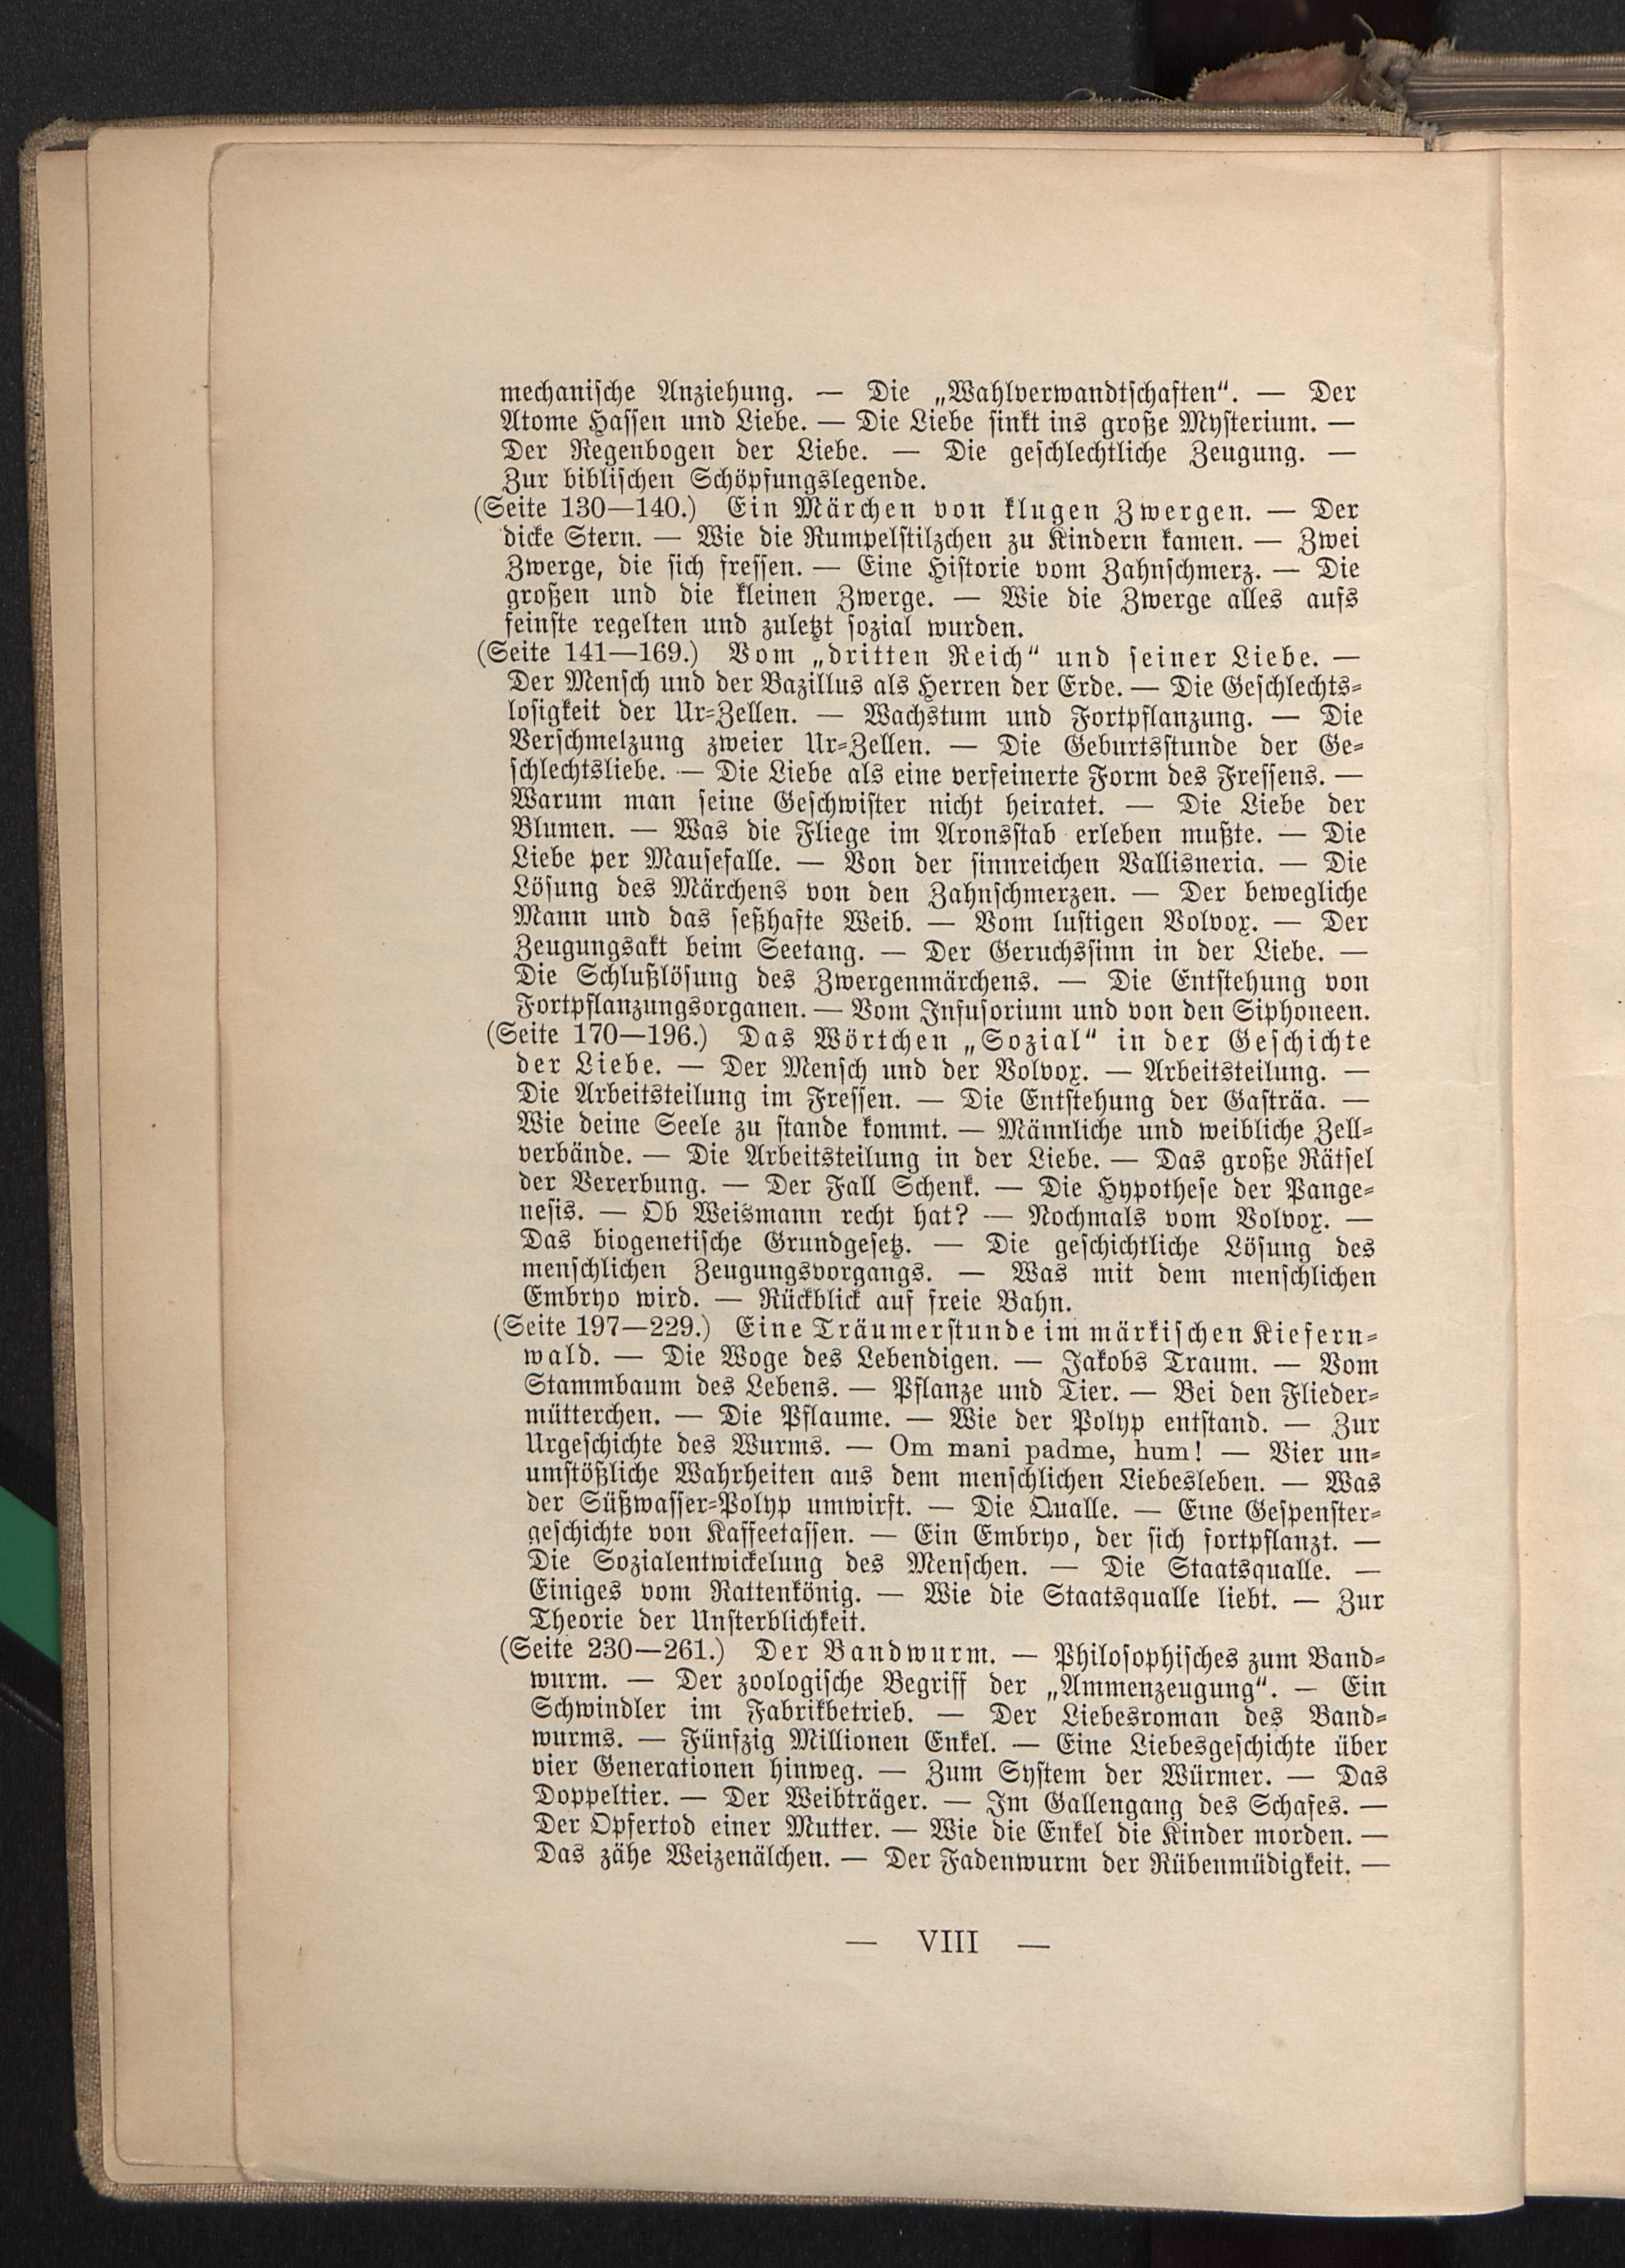 mechanische Anziehung. — Die „Wahlverwandtschaften“. — Der
Atome Hassen und Liebe. — Die Liebe sinkt ins große Mysterium. —
Der Regenbogen der Liebe. — Die geschlechtliche Zeugung. —
Zur biblischen Schöpfungslegende.
(Seite 130—140.) Ein Märchen von klugen Zwergen. — Der
dicke Stern. — Wie die Rumpelstilzchen zu Kindern kamen. — Zwei
Zwerge, die sich fressen. — Eine Historie vom Zahnschmerz. — Die
großen und die kleinen Zwerge. — Wie die Zwerge alles aufs
feinste regelten und zuletzt sozial wurden.
(Seite 141—169.) Vom „dritten Reich“ und seiner Liebe. —
Der Mensch und der Bazillus als Herren der Erde. — Die Geschlechts-
losigkeit der Ur-Zellen. — Wachstum und Fortpflanzung. — Die
Verschmelzung zweier Ur-Zellen. — Die Geburtsstunde der Ge-
schlechtsliebe. — Die Liebe als eine verfeinerte Form des Fressens. —
Warum man seine Geschwister nicht heiratet. — Die Liebe der
Blumen. — Was die Fliege im Aronsstab erleben mußte. — Die
Liebe per Mausefalle. — Von der sinnreichen Vallisneria. — Die
Lösung des Märchens von den Zahnschmerzen. — Der bewegliche
Mann und das seßhafte Weib. — Vom lustigen Volvox. — Der
Zeugungsakt beim Seetang. — Der Geruchssinn in der Liebe. —
Die Schlußlösung des Zwergenmärchens. — Die Entstehung von
Fortpflanzungsorganen. — Vom Infusorium und von den Siphoneen.
(Seite 170—196.) Das Wörtchen „Sozial“ in der Geschichte
der Liebe. — Der Mensch und der Volvox. — Arbeitsteilung. —
Die Arbeitsteilung im Fressen. — Die Entstehung der Gasträa. —
Wie deine Seele zu stande kommt. — Männliche und weibliche Zell-
verbände. — Die Arbeitsteilung in der Liebe. — Das große Rätsel
der Vererbung. — Der Fall Schenk. — Die Hypothese der Pange-
nesis. — Ob Weismann recht hat? — Nochmals vom Volvox. —
Das biogenetische Grundgesetz. — Die geschichtliche Lösung des
menschlichen Zeugungsvorgangs. — Was mit dem menschlichen
Embryo wird. — Rückblick auf freie Bahn.
(Seite 197—229.) Eine Träumerstunde im märkischen Kiefern-
wald. — Die Woge des Lebendigen. — Jakobs Traum. — Vom
Stammbaum des Lebens. — Pflanze und Tier. — Bei den Flieder-
mütterchen. — Die Pflaume. — Wie der Polyp entstand. — Zur
Urgeschichte des Wurms. — Om mani padme, hum! — Vier un-
umstößliche Wahrheiten aus dem menschlichen Liebesleben. — Was
der Süßwasser-Polyp umwirft. — Die Qualle. — Eine Gespenster-
geschichte von Kaffeetassen. — Ein Embryo, der sich fortpflanzt. —
Die Sozialentwickelung des Menschen. — Die Staatsqualle. —
Einiges vom Rattenkönig. — Wie die Staatsqualle liebt. — Zur
Theorie der Unsterblichkeit.
(Seite 230—261.) Der Bandwurm. — Philosophisches zum Band-
wurm. — Der zoologische Begriff der „Ammenzeugung“. — Ein
Schwindler im Fabrikbetrieb. — Der Liebesroman des Band-
wurms. — Fünfzig Millionen Enkel. — Eine Liebesgeschichte über
vier Generationen hinweg. — Zum System der Würmer. — Das
Doppeltier. — Der Weibträger. — Im Gallengang des Schafes. —
Der Opfertod einer Mutter. — Wie die Enkel die Kinder morden. —
Das zähe Weizenälchen. — Der Fadenwurm der Rübenmüdigkeit. —
— VIII —